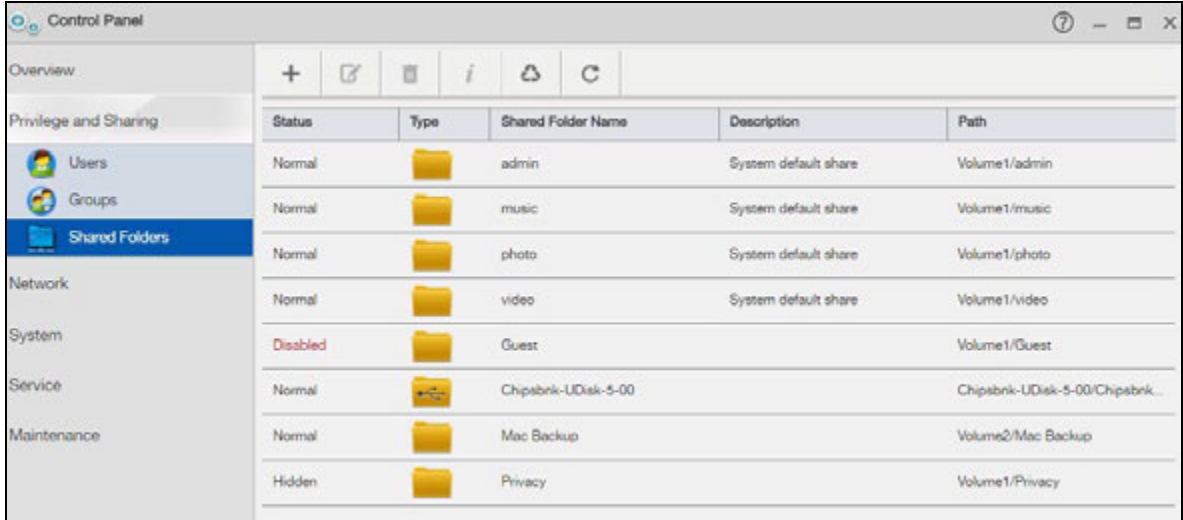 Control Panel
Overview
Privilege and Sharing
Users
Groups
Shared Folders
Network
System
Service
Maintenance
Status Type Shared Folder Name Description Path
Normal admin System default share Volume1/admin
Normal music System default share Volume1/music
Normal photo System default share Volume1/photo
Normal video System default share Volume1/video
Disabled Guest Volume1/Guest
Normal Chipsbnk-UDisk-5-00 Chipsbnk-UDisk-5-00/Chipsbnk...
Normal Mac Backup Volume2/Mac Backup
Hidden Privacy Volume1/Privacy